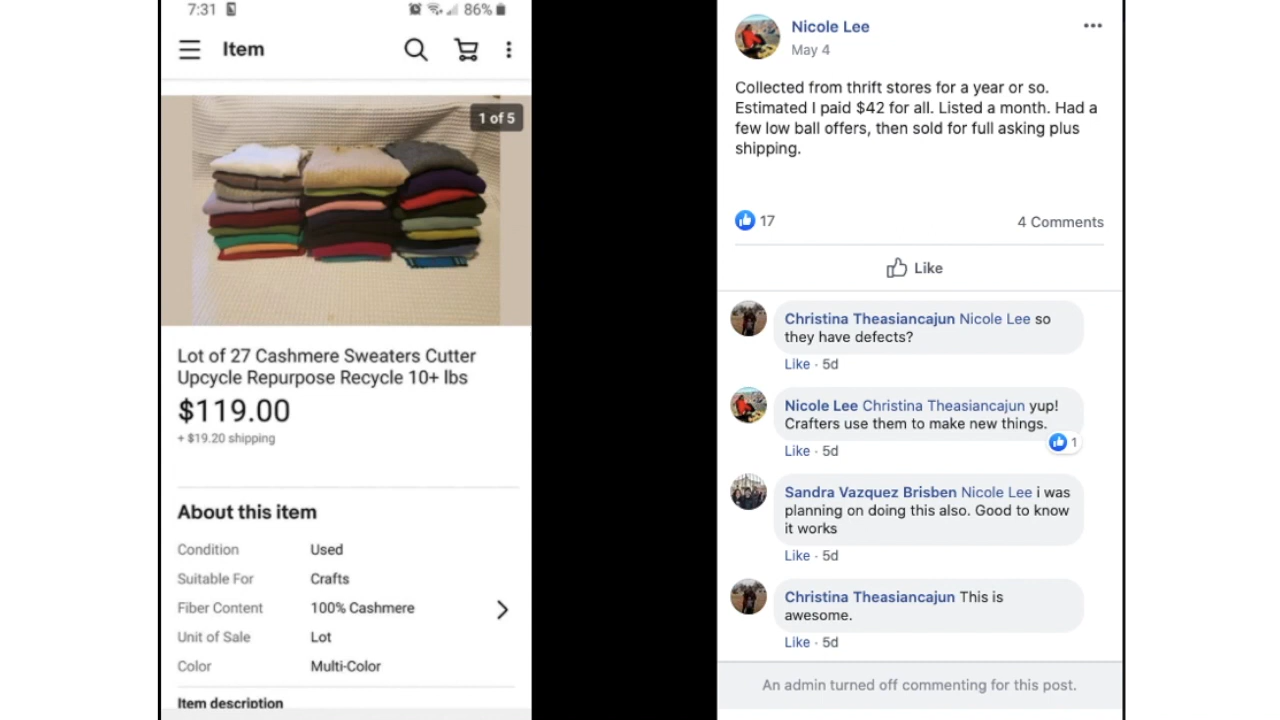 7:31 86%
Item
1 of 5
Lot of 27 Cashmere Sweaters Cutter
Upcycle Repurpose Recycle 10+ lbs
$119.00
+ $19.20 shipping
About this item
Condition Used
Suitable For Crafts
Fiber Content 100% Cashmere
Unit of Sale Lot
Color Multi-Color
Item description
Nicole Lee
May 4
Collected from thrift stores for a year or so.
Estimated I paid $42 for all. Listed a month. Had a
few low ball offers, then sold for full asking plus
shipping.
17 4 Comments
Like
Christina Theasiancajun Nicole Lee so
they have defects?
Like · 5d
Nicole Lee Christina Theasiancajun yup!
Crafters use them to make new things.
1
Like · 5d
Sandra Vazquez Brisben Nicole Lee i was
planning on doing this also. Good to know
it works
Like · 5d
Christina Theasiancajun This is
awesome.
Like · 5d
An admin turned off commenting for this post.